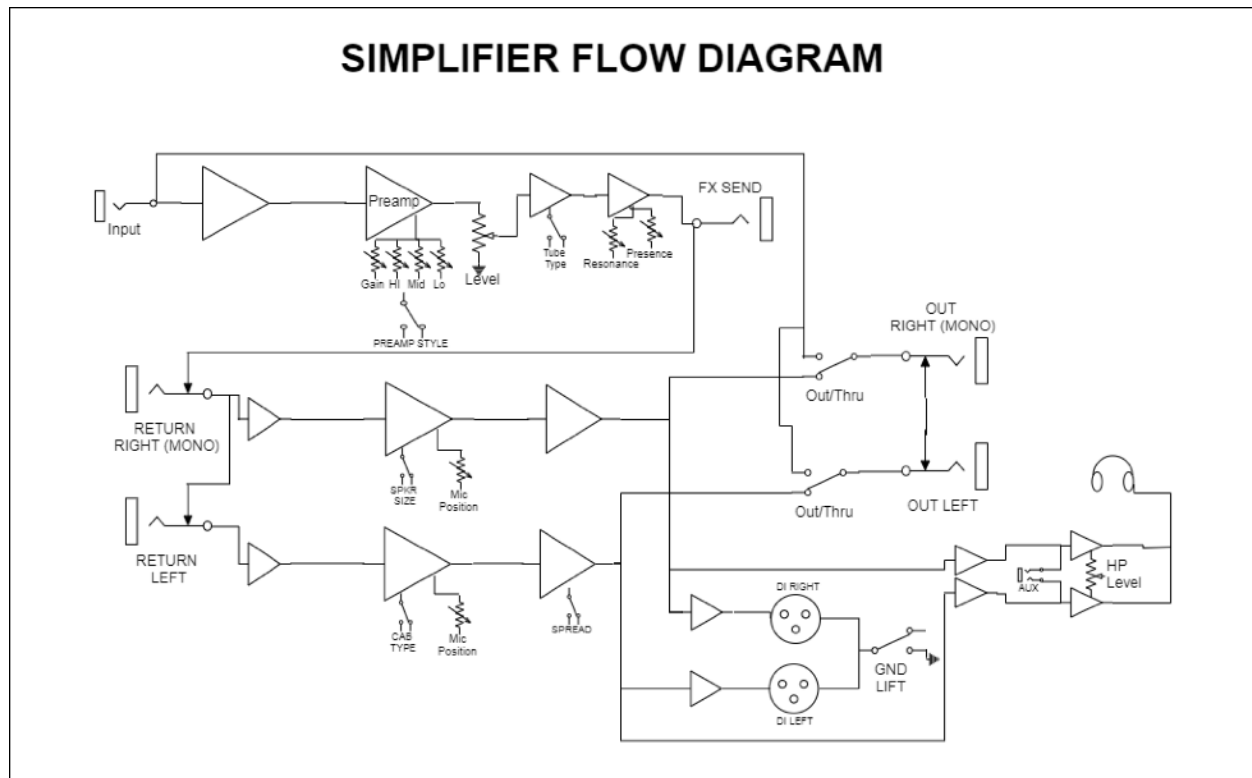 SIMPLIFIER FLOW DIAGRAM
Input
Preamp
Gain
HI
Mid
Lo
Level
PREAMP STYLE
Tube
Type
Resonance
Presence
FX SEND
RETURN
RIGHT (MONO)
SPKR
SIZE
Mic
Position
OUT
RIGHT (MONO)
Out/Thru
RETURN
LEFT
CAB
TYPE
Mic
Position
SPREAD
Out/Thru
OUT LEFT
DI RIGHT
DI LEFT
GND
LIFT
AUX
HP
Level